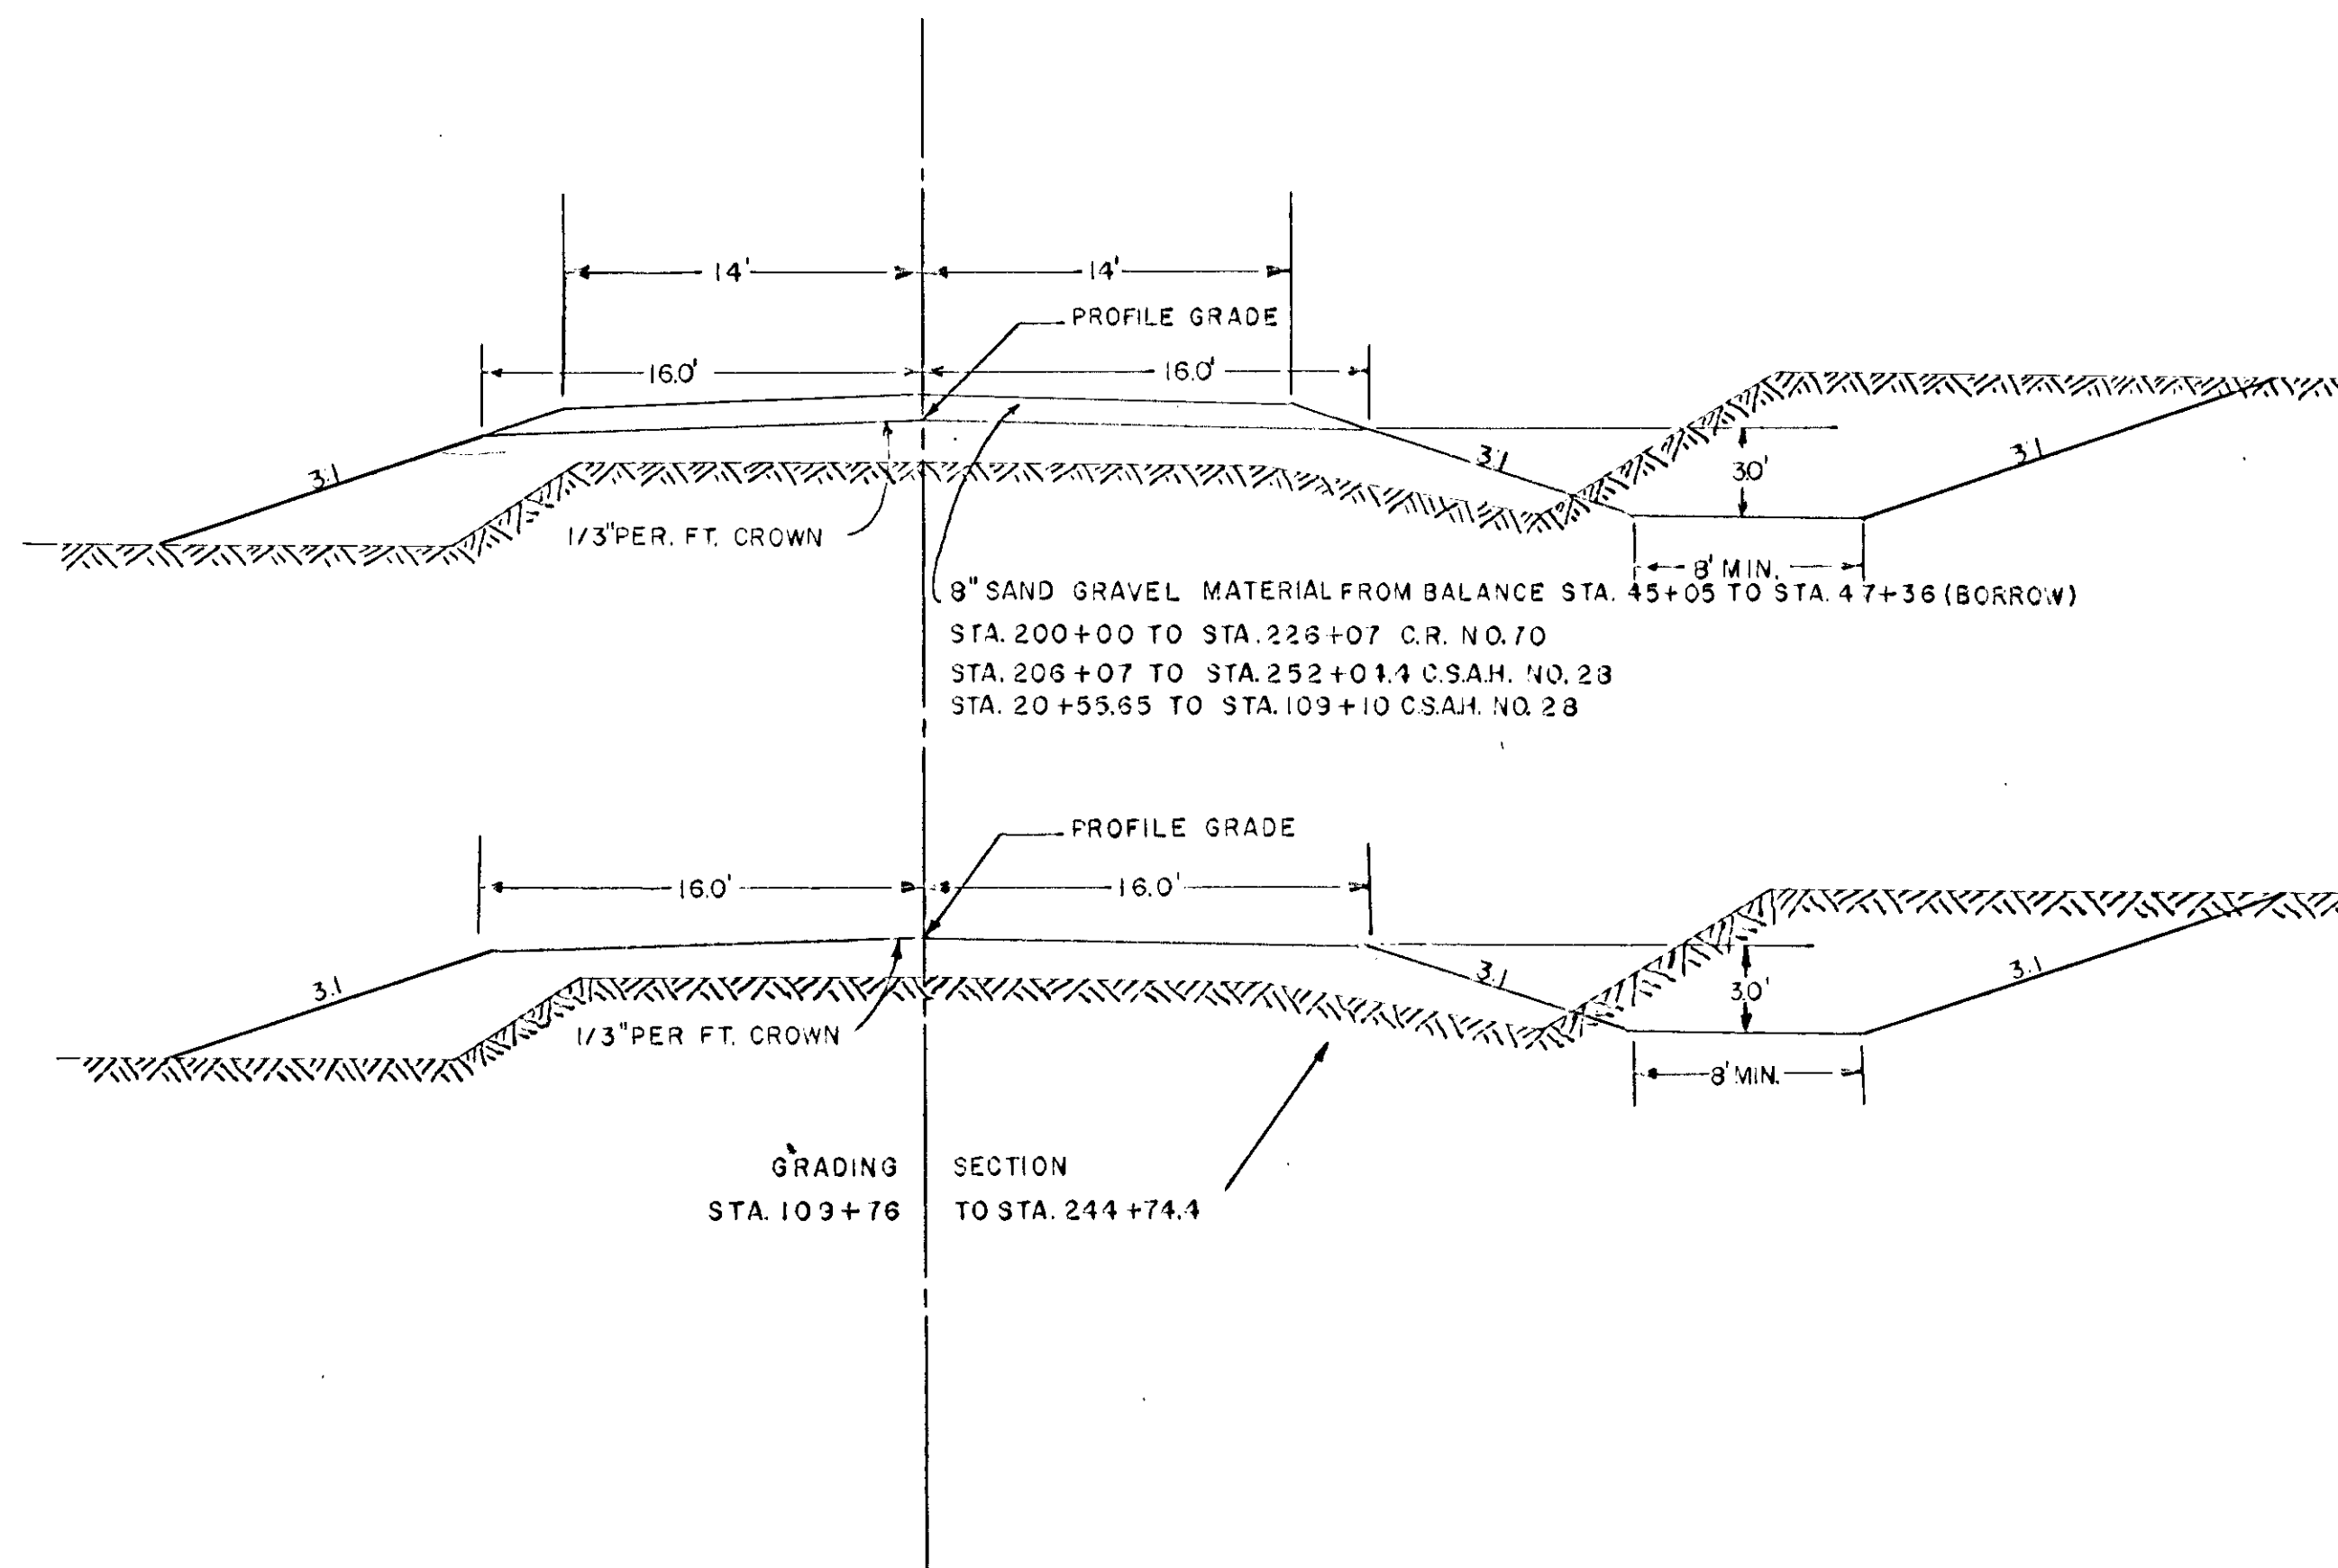 14' 14'
PROFILE GRADE
16.0' 16.0'
3:1 3:1 3.0' 3:1
1/3" PER. FT. CROWN
8' MIN.
8" SAND GRAVEL MATERIAL FROM BALANCE STA. 45+05 TO STA. 47+36 (BORROW)
STA. 200+00 TO STA. 226+07 C.R. NO. 70
STA. 206+07 TO STA. 252+04.4 C.S.A.H. NO. 28
STA. 20+55.65 TO STA. 109+10 C.S.A.H. NO. 28
PROFILE GRADE
16.0' 16.0'
3:1 3:1 3.0' 3:1
1/3" PER FT. CROWN
8' MIN.
GRADING SECTION
STA. 109+76 TO STA. 244+74.4